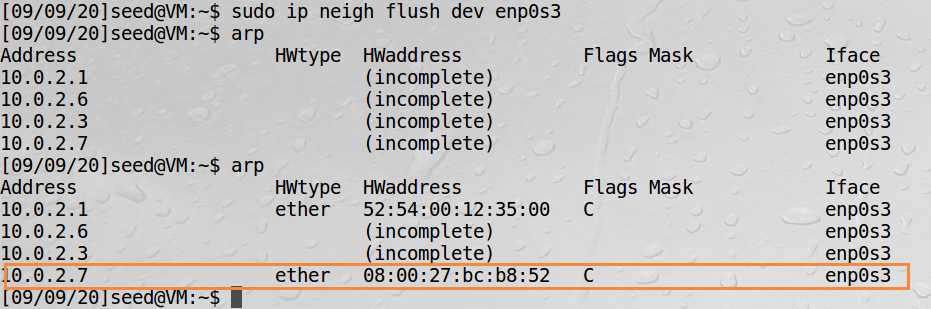 [09/09/20]seed@VM:~$ sudo ip neigh flush dev enp0s3
[09/09/20]seed@VM:~$ arp
Address HWtype HWaddress Flags Mask Iface
10.0.2.1 (incomplete) enp0s3
10.0.2.6 (incomplete) enp0s3
10.0.2.3 (incomplete) enp0s3
10.0.2.7 (incomplete) enp0s3
[09/09/20]seed@VM:~$ arp
Address HWtype HWaddress Flags Mask Iface
10.0.2.1 ether 52:54:00:12:35:00 C enp0s3
10.0.2.6 (incomplete) enp0s3
10.0.2.3 (incomplete) enp0s3
10.0.2.7 ether 08:00:27:bc:b8:52 C enp0s3
[09/09/20]seed@VM:~$